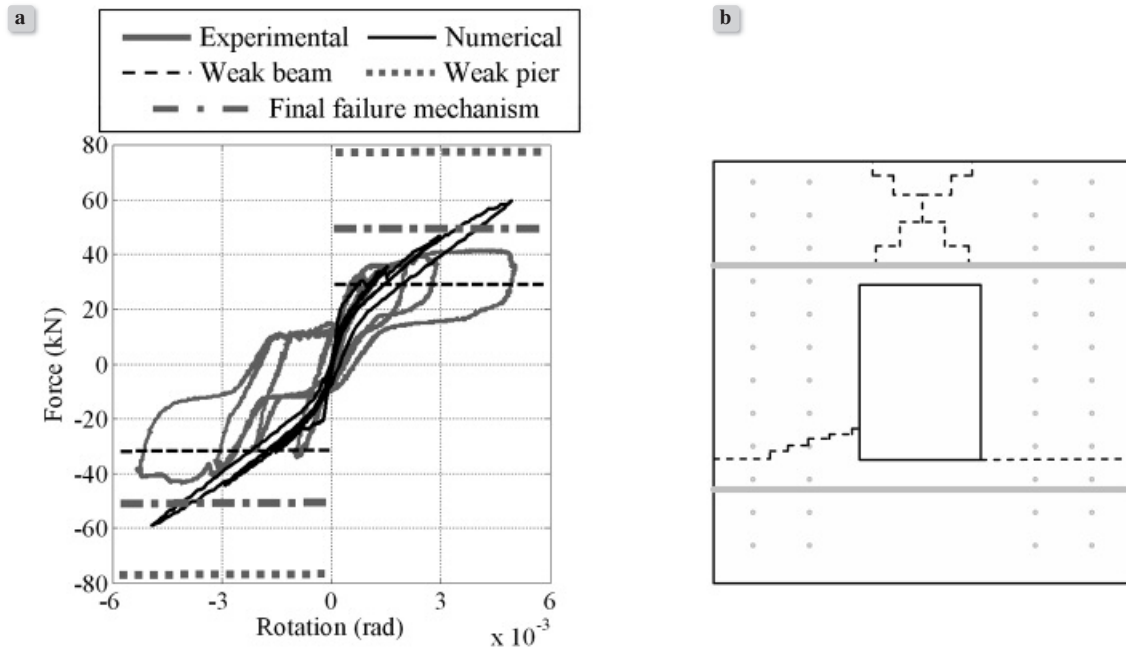 a
b
Experimental Numerical
Weak beam Weak pier
Final failure mechanism
80
60
40
20
0
-20
-40
-60
-80
Force (kN)
-6 -3 0 3 6
Rotation (rad)
x 10⁻³